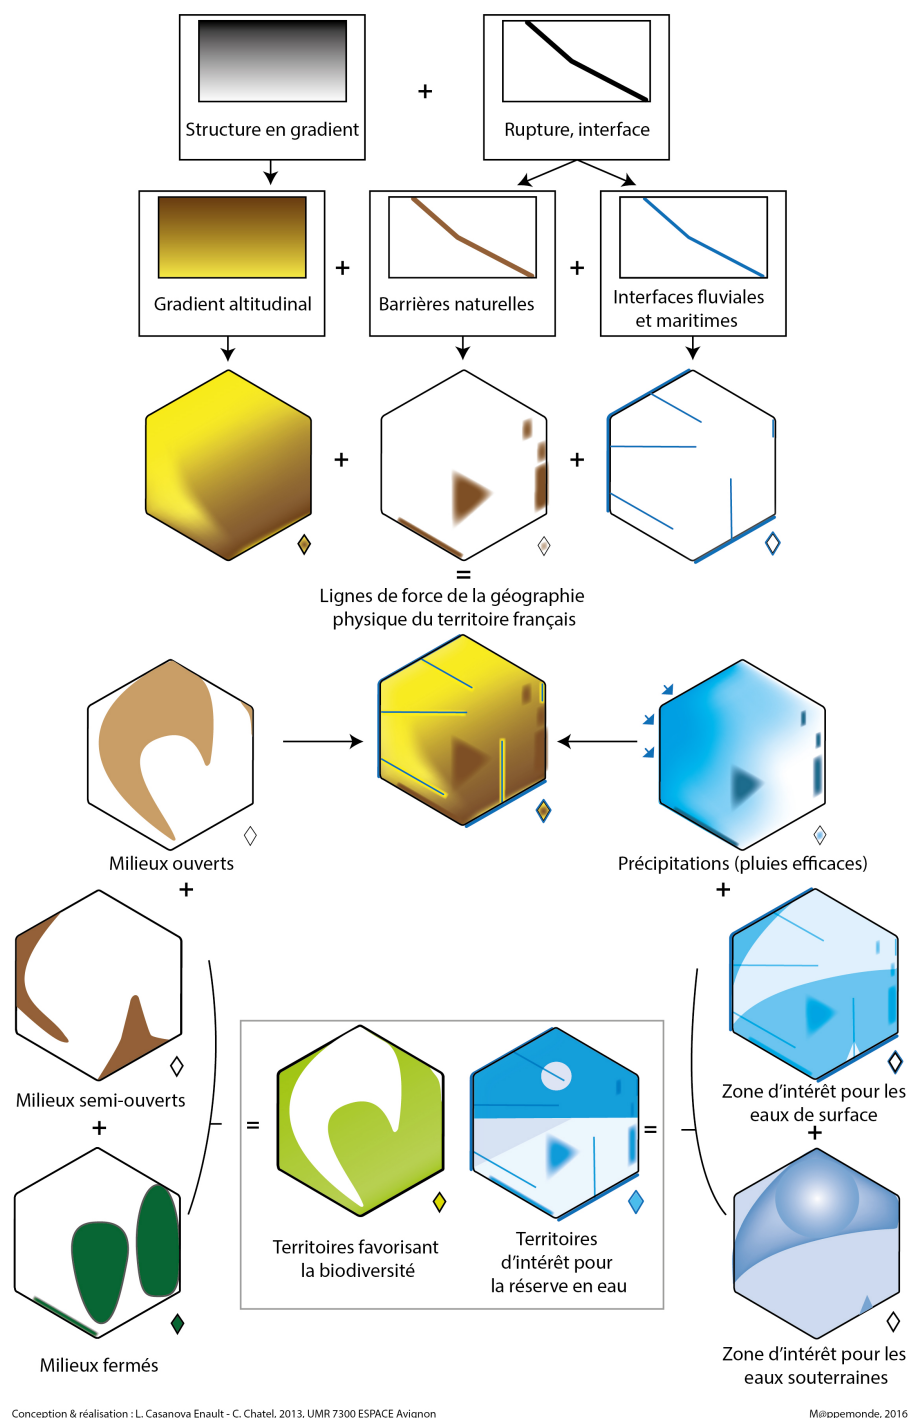 Structure en gradient
+
Rupture, interface
Gradient altitudinal
+
Barrières naturelles
+
Interfaces fluviales
et maritimes
+
+
=
Lignes de force de la géographie
physique du territoire français
Milieux ouverts
Précipitations (pluies efficaces)
+
+
Milieux semi-ouverts
Zone d'intérêt pour les
eaux de surface
+
+
=
=
Territoires favorisant
la biodiversité
Territoires
d'intérêt pour
la réserve en eau
Milieux fermés
Zone d'intérêt pour les
eaux souterraines
Conception & réalisation : L. Casanova Enault - C. Chatel, 2013, UMR 7300 ESPACE Avignon
M@ppemonde, 2016